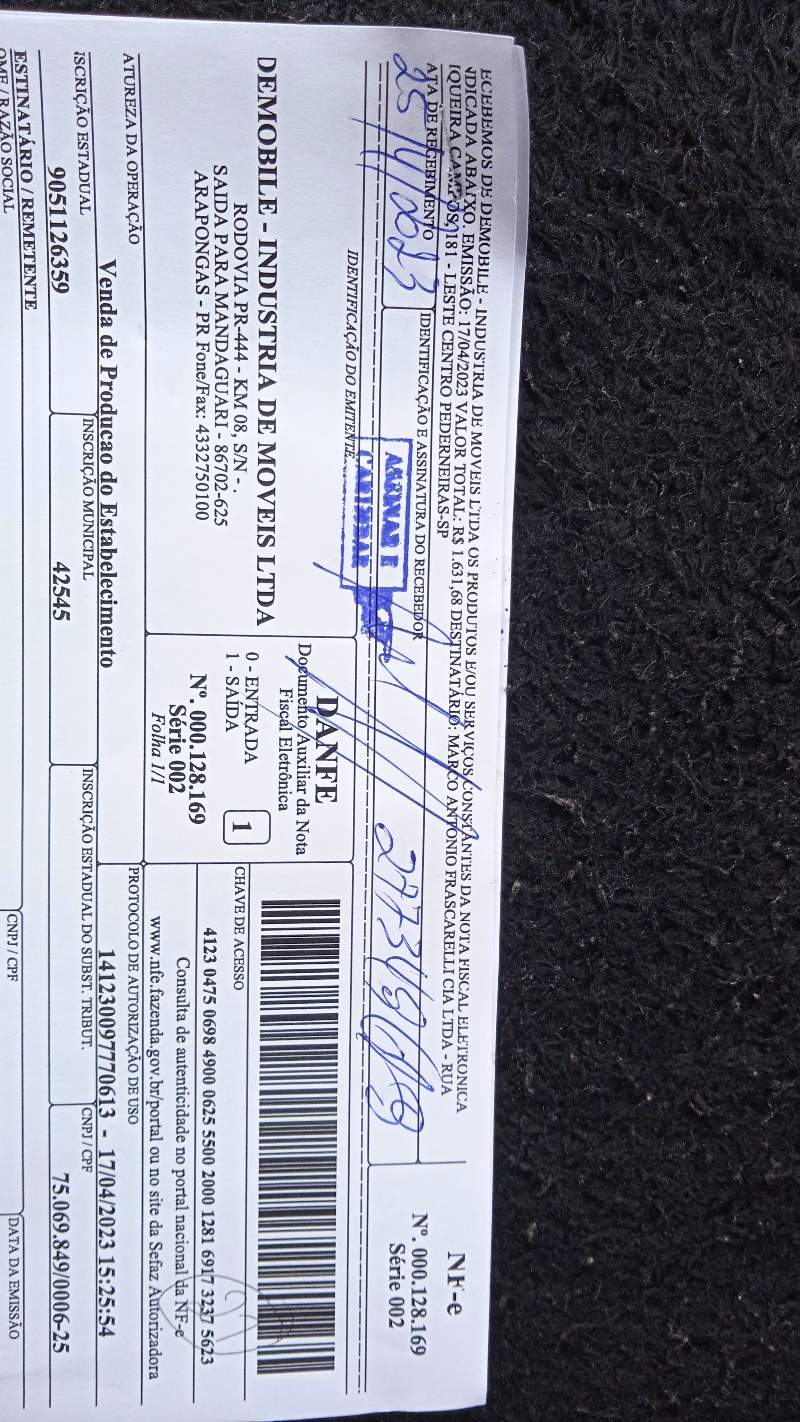 ECEBEMOS DE DEMOBILE - INDUSTRIA DE MOVEIS LTDA OS PRODUTOS E/OU SERVIÇOS CONSTANTES DA NOTA FISCAL ELETRONICA
NDICADA ABAIXO. EMISSÃO: 17/04/2023 VALOR TOTAL: R$ 1.631,68 DESTINATÁRIO: MARCO ANTONIO FRASCARELLI CIA LTDA - RUA
IQUEIRA CAMPOS, 181 - LESTE CENTRO PEDERNEIRAS-SP
NF-e
Nº. 000.128.169
Série 002
ATA DE RECEBIMENTO
25/4/2023
IDENTIFICAÇÃO E ASSINATURA DO RECEBEDOR
ASSINAR E
CARIMBAR
IDENTIFICAÇÃO DO EMITENTE
DEMOBILE - INDUSTRIA DE MOVEIS LTDA
RODOVIA PR-444 - KM 08, S/N - .
SAIDA PARA MANDAGUARI - 86702-625
ARAPONGAS - PR Fone/Fax: 4332750100
DANFE
Documento Auxiliar da Nota
Fiscal Eletrônica
0 - ENTRADA
1 - SAÍDA
1
Nº. 000.128.169
Série 002
Folha 1/1
CHAVE DE ACESSO
4123 0475 0698 4900 0625 5500 2000 1281 6917 3237 5623
Consulta de autenticidade no portal nacional da NF-e
www.nfe.fazenda.gov.br/portal ou no site da Sefaz Autorizadora
ATUREZA DA OPERAÇÃO
Venda de Producao do Estabelecimento
PROTOCOLO DE AUTORIZAÇÃO DE USO
141230097770613 - 17/04/2023 15:25:54
NSCRIÇÃO ESTADUAL
9051126359
INSCRIÇÃO MUNICIPAL
42545
INSCRIÇÃO ESTADUAL DO SUBST. TRIBUT.
CNPJ / CPF
75.069.849/0006-25
ESTINATÁRIO / REMETENTE
OME / RAZÃO SOCIAL
CNPJ / CPF
DATA DA EMISSÃO